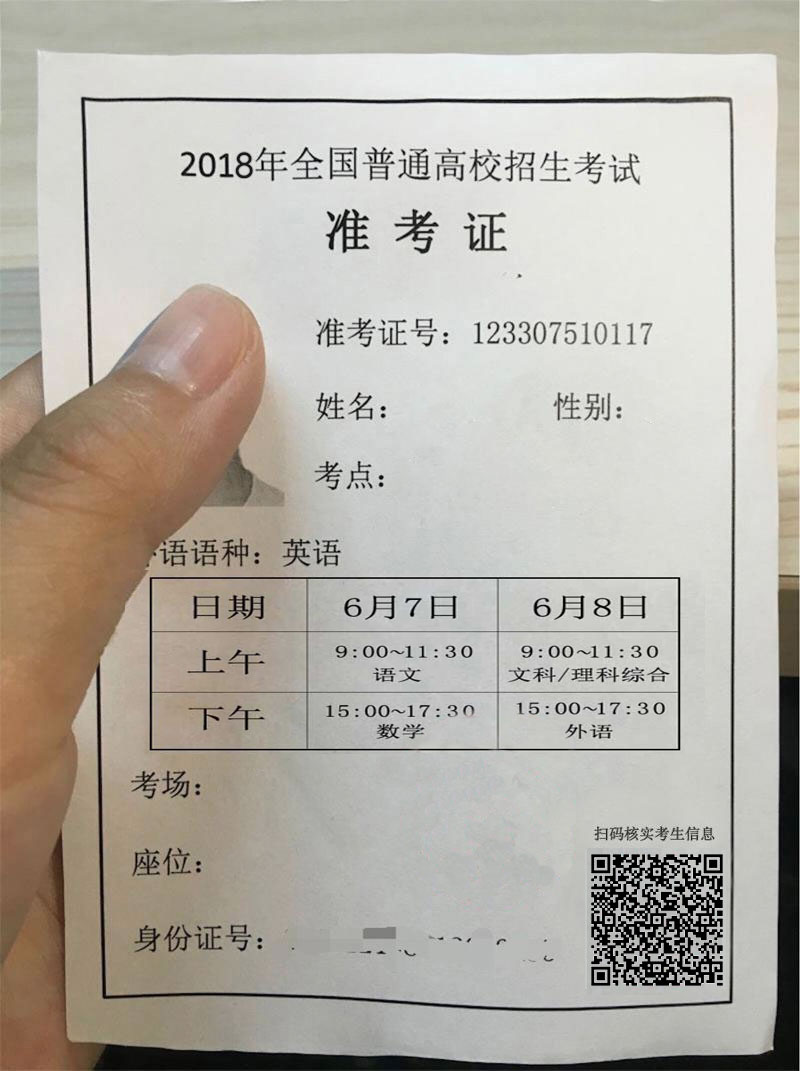 2018年全国普通高校招生考试
准考证
准考证号：123307510117
姓名： 性别：
考点：
语语种：英语
日期 6月7日 6月8日
上午 9:00~11:30 语文 9:00~11:30 文科/理科综合
下午 15:00~17:30 数学 15:00~17:30 外语
考场：
座位：
扫码核实考生信息
身份证号：